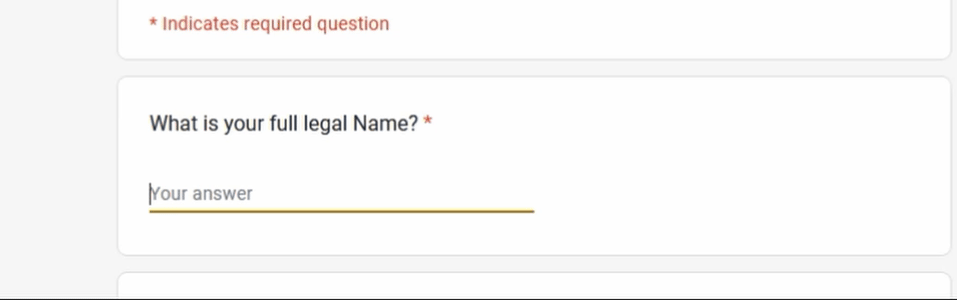 * Indicates required question
What is your full legal Name? *
Your answer